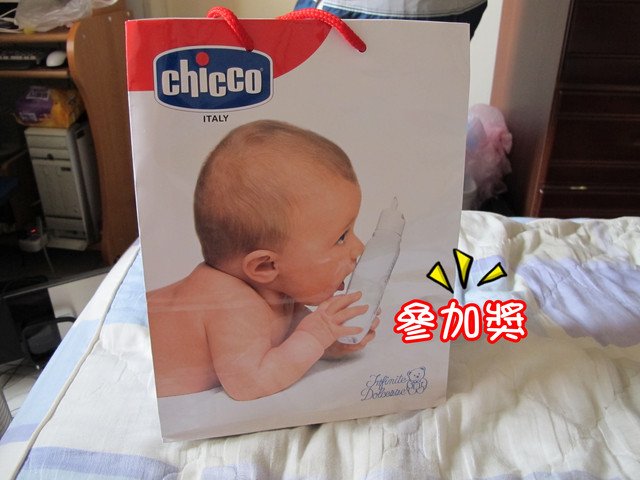 chicco
ITALY
參加獎
Infinite
Dolcezze